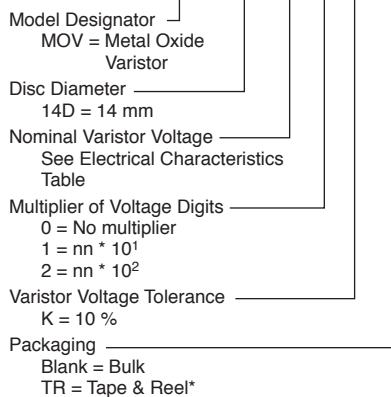 Model Designator
MOV = Metal Oxide
Varistor
Disc Diameter
14D = 14 mm
Nominal Varistor Voltage
See Electrical Characteristics
Table
Multiplier of Voltage Digits
0 = No multiplier
1 = nn * 10¹
2 = nn * 10²
Varistor Voltage Tolerance
K = 10 %
Packaging
Blank = Bulk
TR = Tape & Reel*